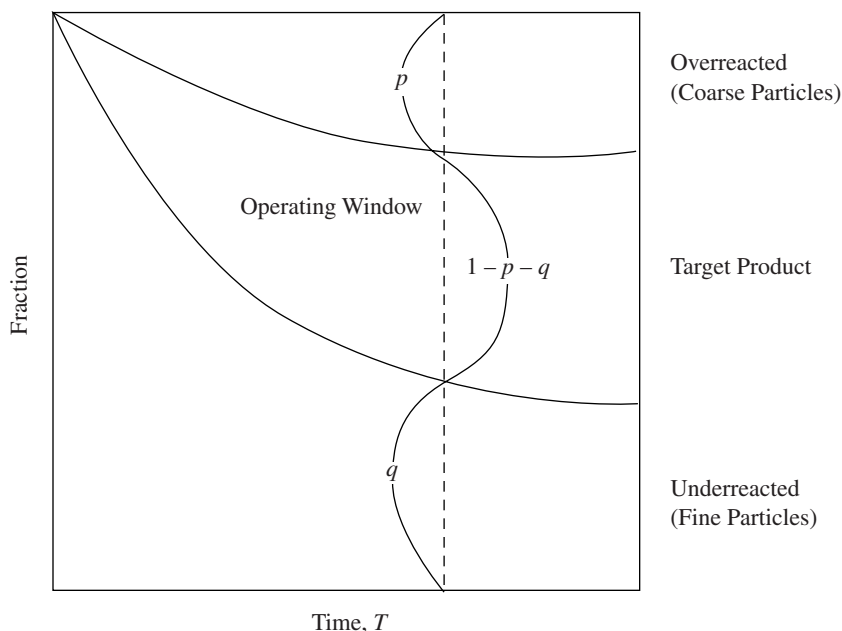 p
Overreacted
(Coarse Particles)
Operating Window
1 – p – q
Target Product
Fraction
q
Underreacted
(Fine Particles)
Time, T